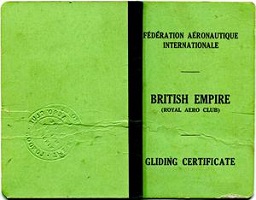 FÉDÉRATION AÉRONAUTIQUE
INTERNATIONALE
BRITISH EMPIRE
(ROYAL AERO CLUB)
GLIDING CERTIFICATE